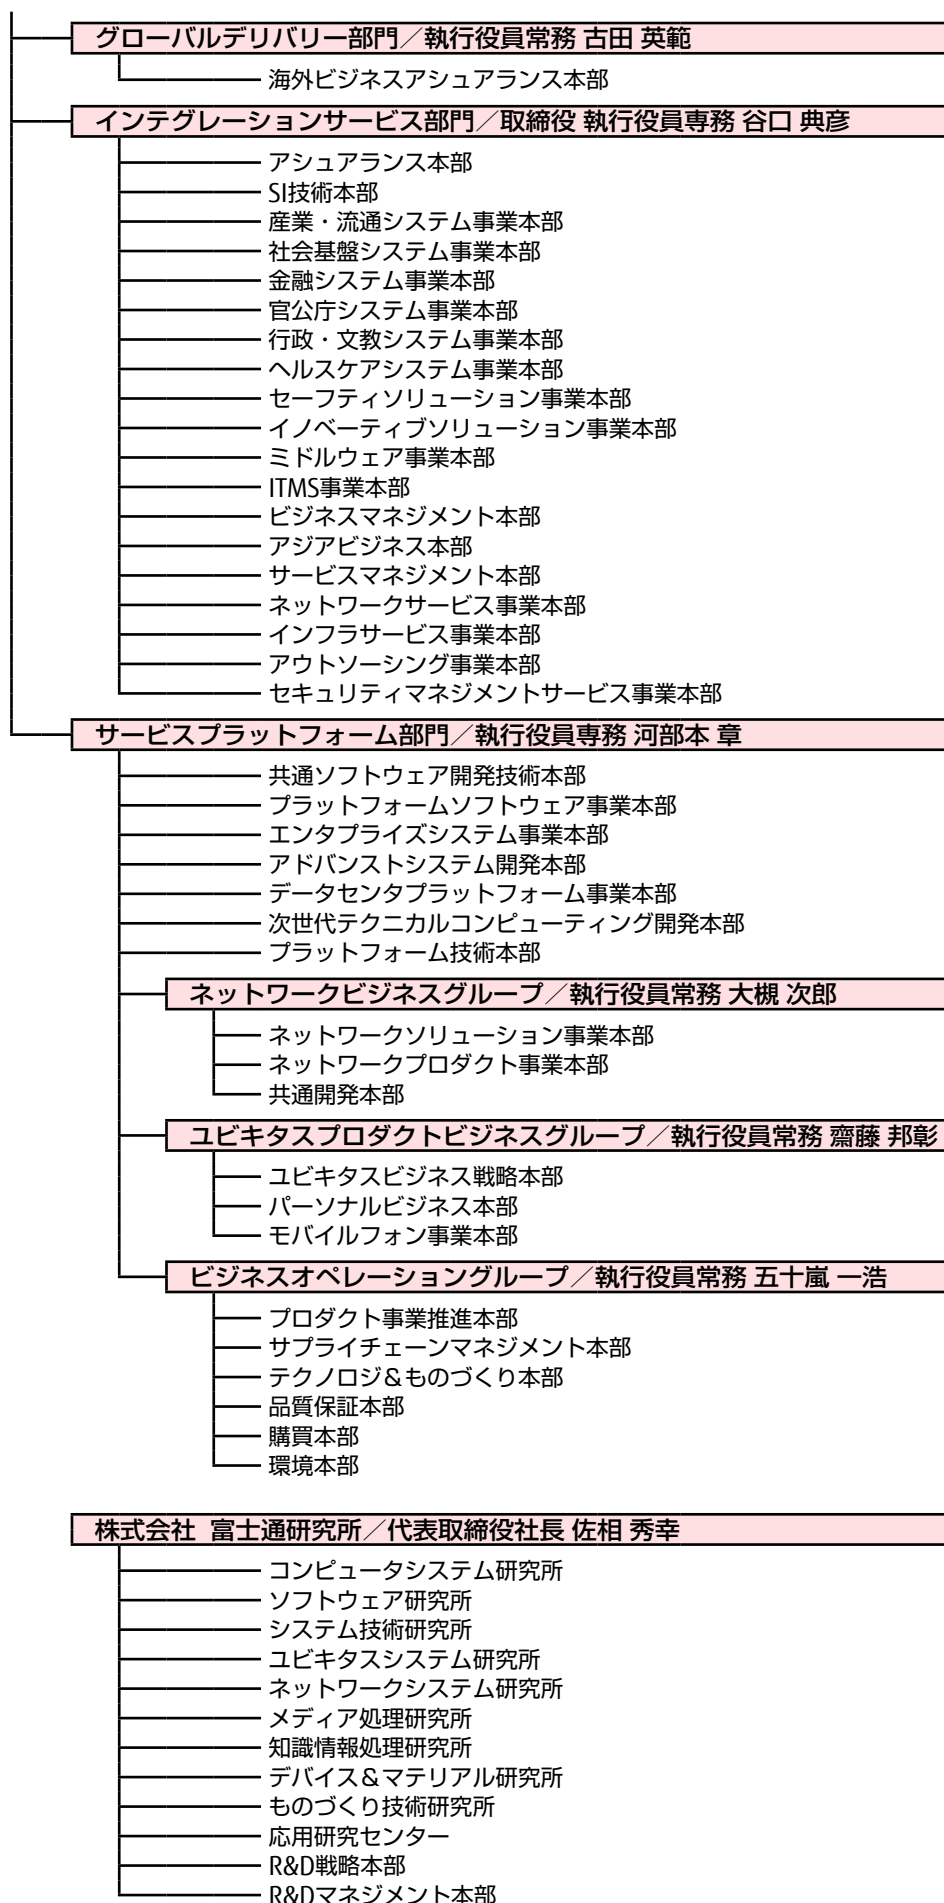 グローバルデリバリー部門／執行役員常務 古田 英範
海外ビジネスアシュアランス本部
インテグレーションサービス部門／取締役 執行役員専務 谷口 典彦
アシュアランス本部
SI技術本部
産業・流通システム事業本部
社会基盤システム事業本部
金融システム事業本部
官公庁システム事業本部
行政・文教システム事業本部
ヘルスケアシステム事業本部
セーフティソリューション事業本部
イノベーティブソリューション事業本部
ミドルウェア事業本部
ITMS事業本部
ビジネスマネジメント本部
アジアビジネス本部
サービスマネジメント本部
ネットワークサービス事業本部
インフラサービス事業本部
アウトソーシング事業本部
セキュリティマネジメントサービス事業本部
サービスプラットフォーム部門／執行役員専務 河部本 章
共通ソフトウェア開発技術本部
プラットフォームソフトウェア事業本部
エンタプライズシステム事業本部
アドバンストシステム開発本部
データセンタプラットフォーム事業本部
次世代テクニカルコンピューティング開発本部
プラットフォーム技術本部
ネットワークビジネスグループ／執行役員常務 大槻 次郎
ネットワークソリューション事業本部
ネットワークプロダクト事業本部
共通開発本部
ユビキタスプロダクトビジネスグループ／執行役員常務 齋藤 邦彰
ユビキタスビジネス戦略本部
パーソナルビジネス本部
モバイルフォン事業本部
ビジネスオペレーショングループ／執行役員常務 五十嵐 一浩
プロダクト事業推進本部
サプライチェーンマネジメント本部
テクノロジ＆ものづくり本部
品質保証本部
購買本部
環境本部
株式会社 富士通研究所／代表取締役社長 佐相 秀幸
コンピュータシステム研究所
ソフトウェア研究所
システム技術研究所
ユビキタスシステム研究所
ネットワークシステム研究所
メディア処理研究所
知識情報処理研究所
デバイス＆マテリアル研究所
ものづくり技術研究所
応用研究センター
R&D戦略本部
R&Dマネジメント本部